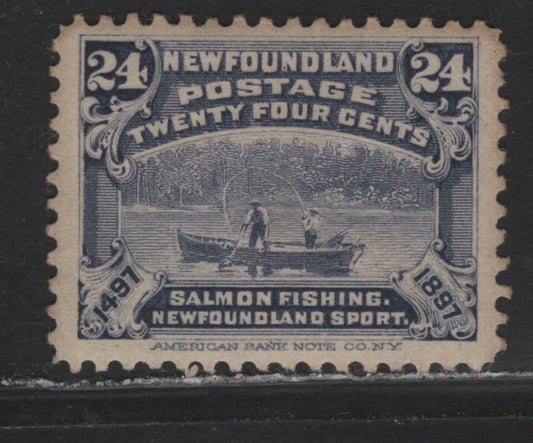 24 NEWFOUNDLAND 24
POSTAGE
TWENTY FOUR CENTS
1497 1897
SALMON FISHING.
NEWFOUNDLAND SPORT.
AMERICAN BANK NOTE CO. N.Y.